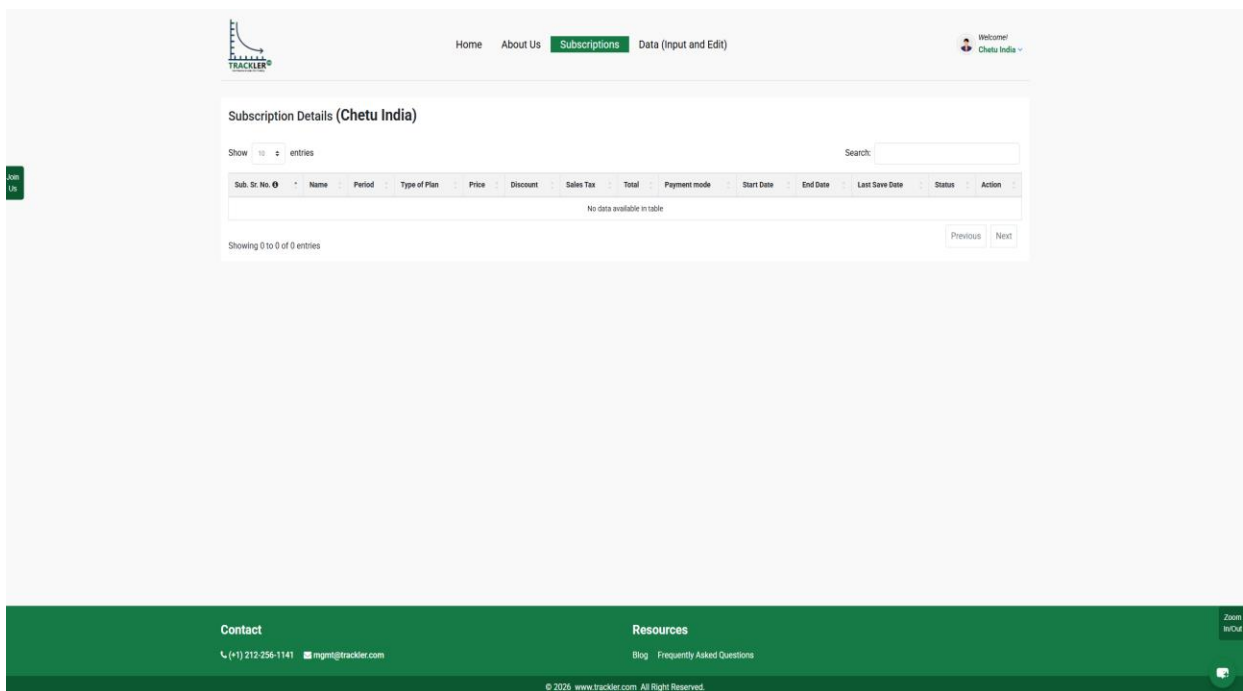 TRACKLER
Home About Us Subscriptions Data (Input and Edit)
Welcome!
Chetu India
Subscription Details (Chetu India)
Show 10 entries
Search:
Join
Us
Sub. Sr. No. Name Period Type of Plan Price Discount Sales Tax Total Payment mode Start Date End Date Last Save Date Status Action
No data available in table
Showing 0 to 0 of 0 entries
Previous Next
Contact
Resources
Zoom
In/Out
(+1) 212-256-1141 mgmt@trackler.com
Blog Frequently Asked Questions
© 2026 www.trackler.com All Right Reserved.